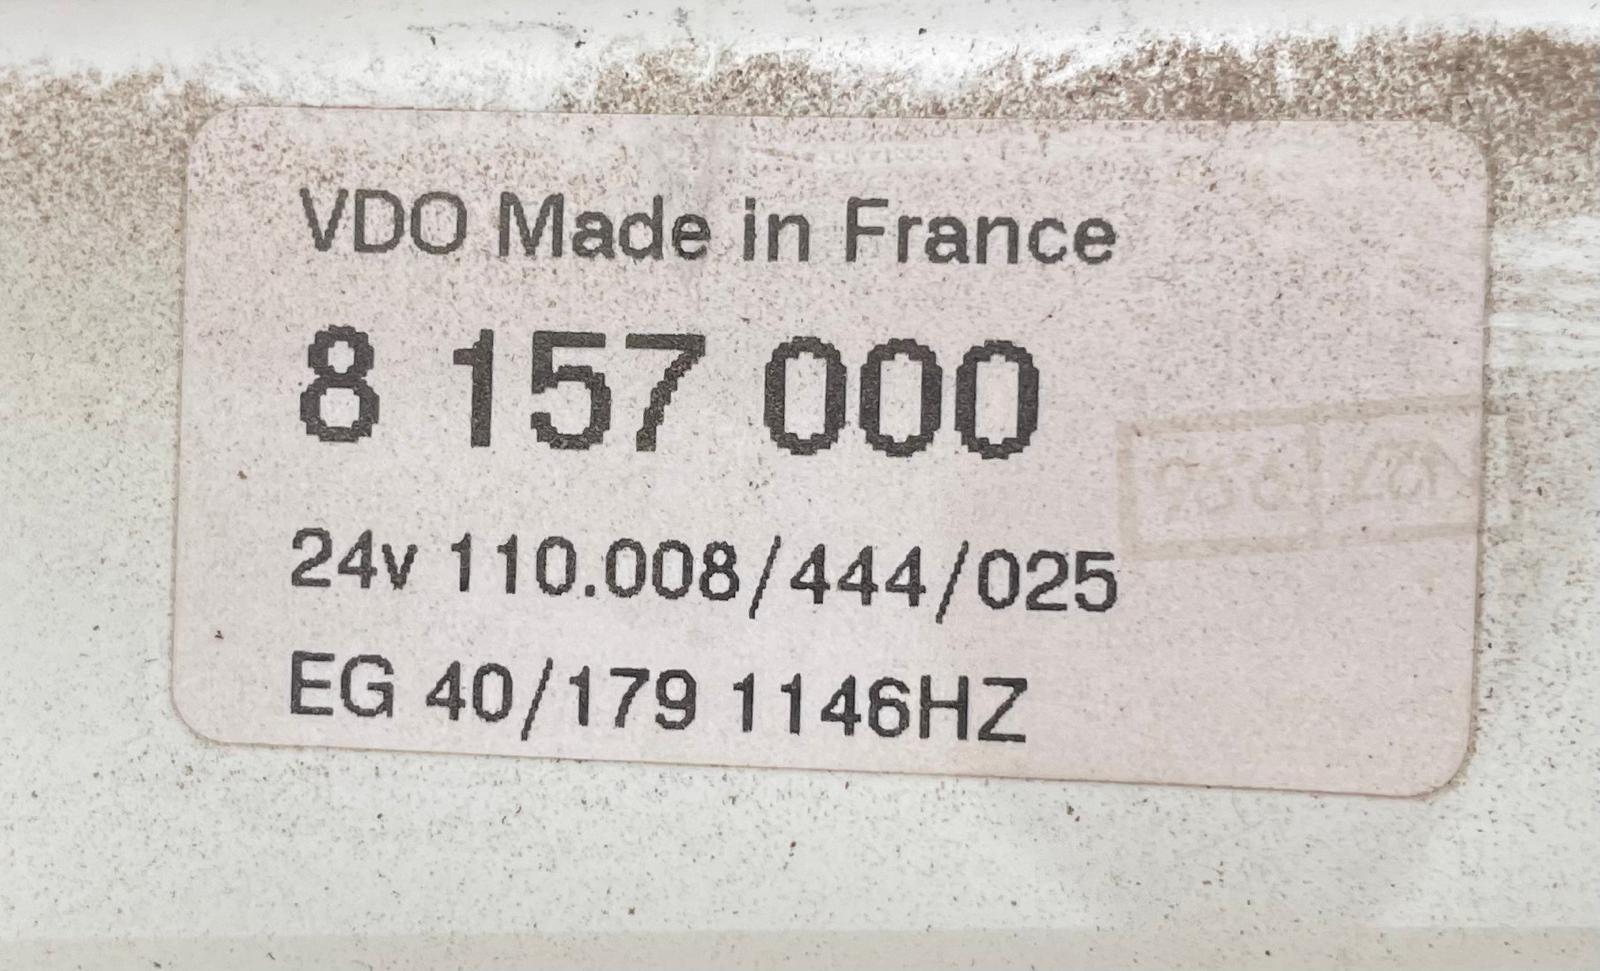 VDO Made in France
8 157 000
24v 110.008/444/025
EG 40/179 1146HZ